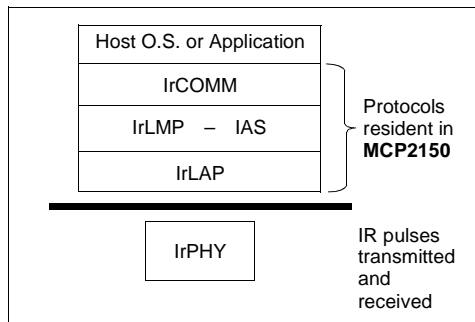 Host O.S. or Application
IrCOMM
IrLMP – IAS
IrLAP
Protocols
resident in
MCP2150
IrPHY
IR pulses
transmitted
and
received